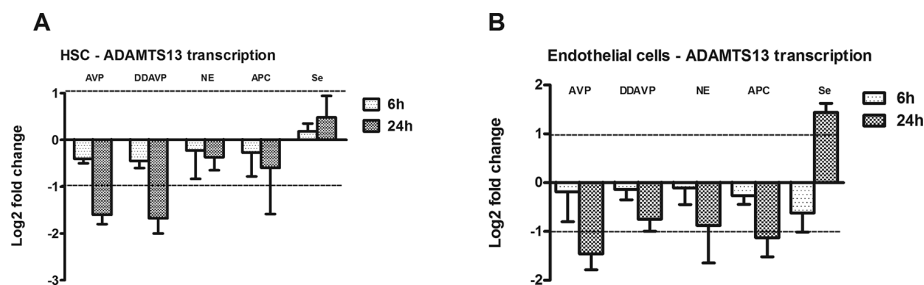 A
HSC - ADAMTS13 transcription
AVP DDAVP NE APC Se
1
0
-1
-2
-3
Log2 fold change
6h
24h
B
Endothelial cells - ADAMTS13 transcription
AVP DDAVP NE APC Se
2
1
0
-1
-2
Log2 fold change
6h
24h